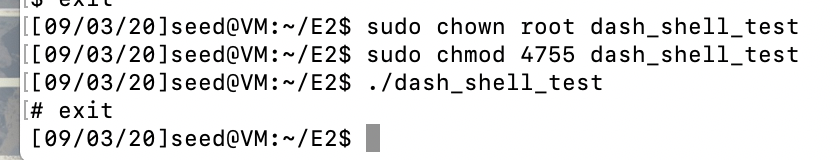 $ exit
[[09/03/20]seed@VM:~/E2$ sudo chown root dash_shell_test
[[09/03/20]seed@VM:~/E2$ sudo chmod 4755 dash_shell_test
[[09/03/20]seed@VM:~/E2$ ./dash_shell_test
[# exit
[09/03/20]seed@VM:~/E2$